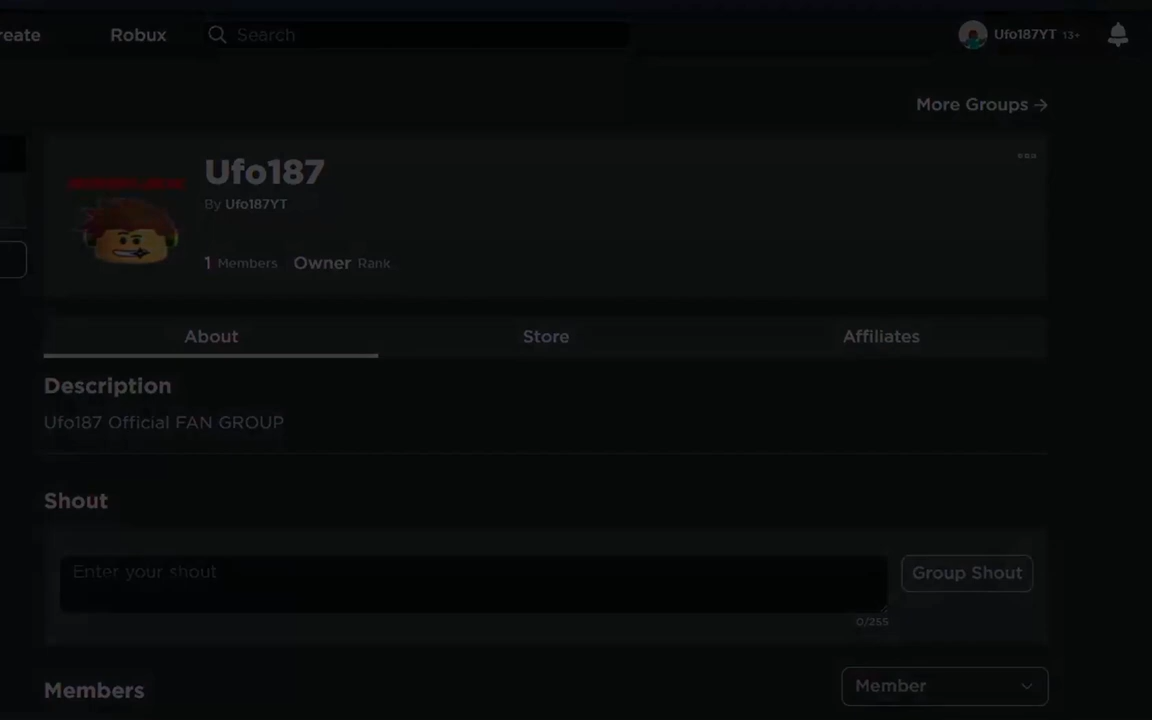 reate Robux Search Ufo187YT 13+
More Groups →
Ufo187
By Ufo187YT
1 Members Owner Rank
About Store Affiliates
Description
Ufo187 Official FAN GROUP
Shout
Enter your shout
Group Shout
0/255
Members
Member